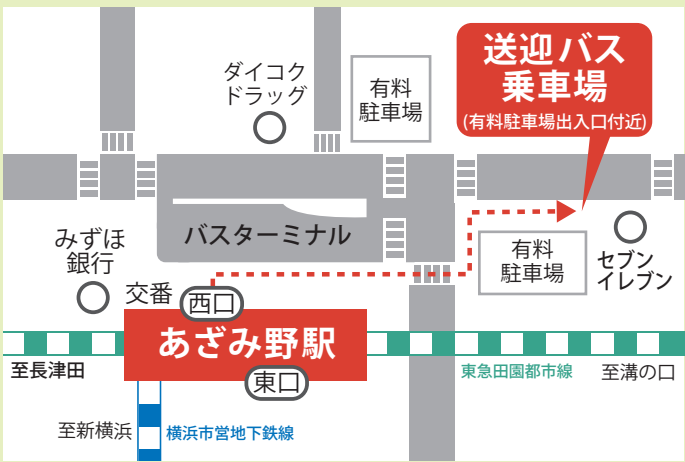 送迎バス
乗車場
(有料駐車場出入口付近)
ダイコク
ドラッグ
有料
駐車場
バスターミナル
みずほ
銀行
交番
西口
有料
駐車場
セブン
イレブン
あざみ野駅
東口
至長津田
東急田園都市線
至溝の口
至新横浜
横浜市営地下鉄線